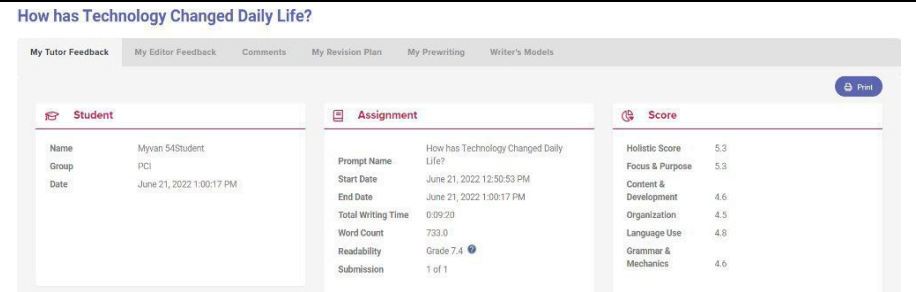 How has Technology Changed Daily Life?
My Tutor Feedback My Editor Feedback Comments My Revision Plan My Prewriting Writer's Models
Print
Student
Name Myvan 54Student
Group PCI
Date June 21, 2022 1:00:17 PM
Assignment
Prompt Name How has Technology Changed Daily
Life?
Start Date June 21, 2022 12:50:53 PM
End Date June 21, 2022 1:00:17 PM
Total Writing Time 0:09:20
Word Count 733.0
Readability Grade 7.4 ?
Submission 1 of 1
Score
Holistic Score 5.3
Focus & Purpose 5.3
Content &
Development 4.6
Organization 4.5
Language Use 4.8
Grammar &
Mechanics 4.6